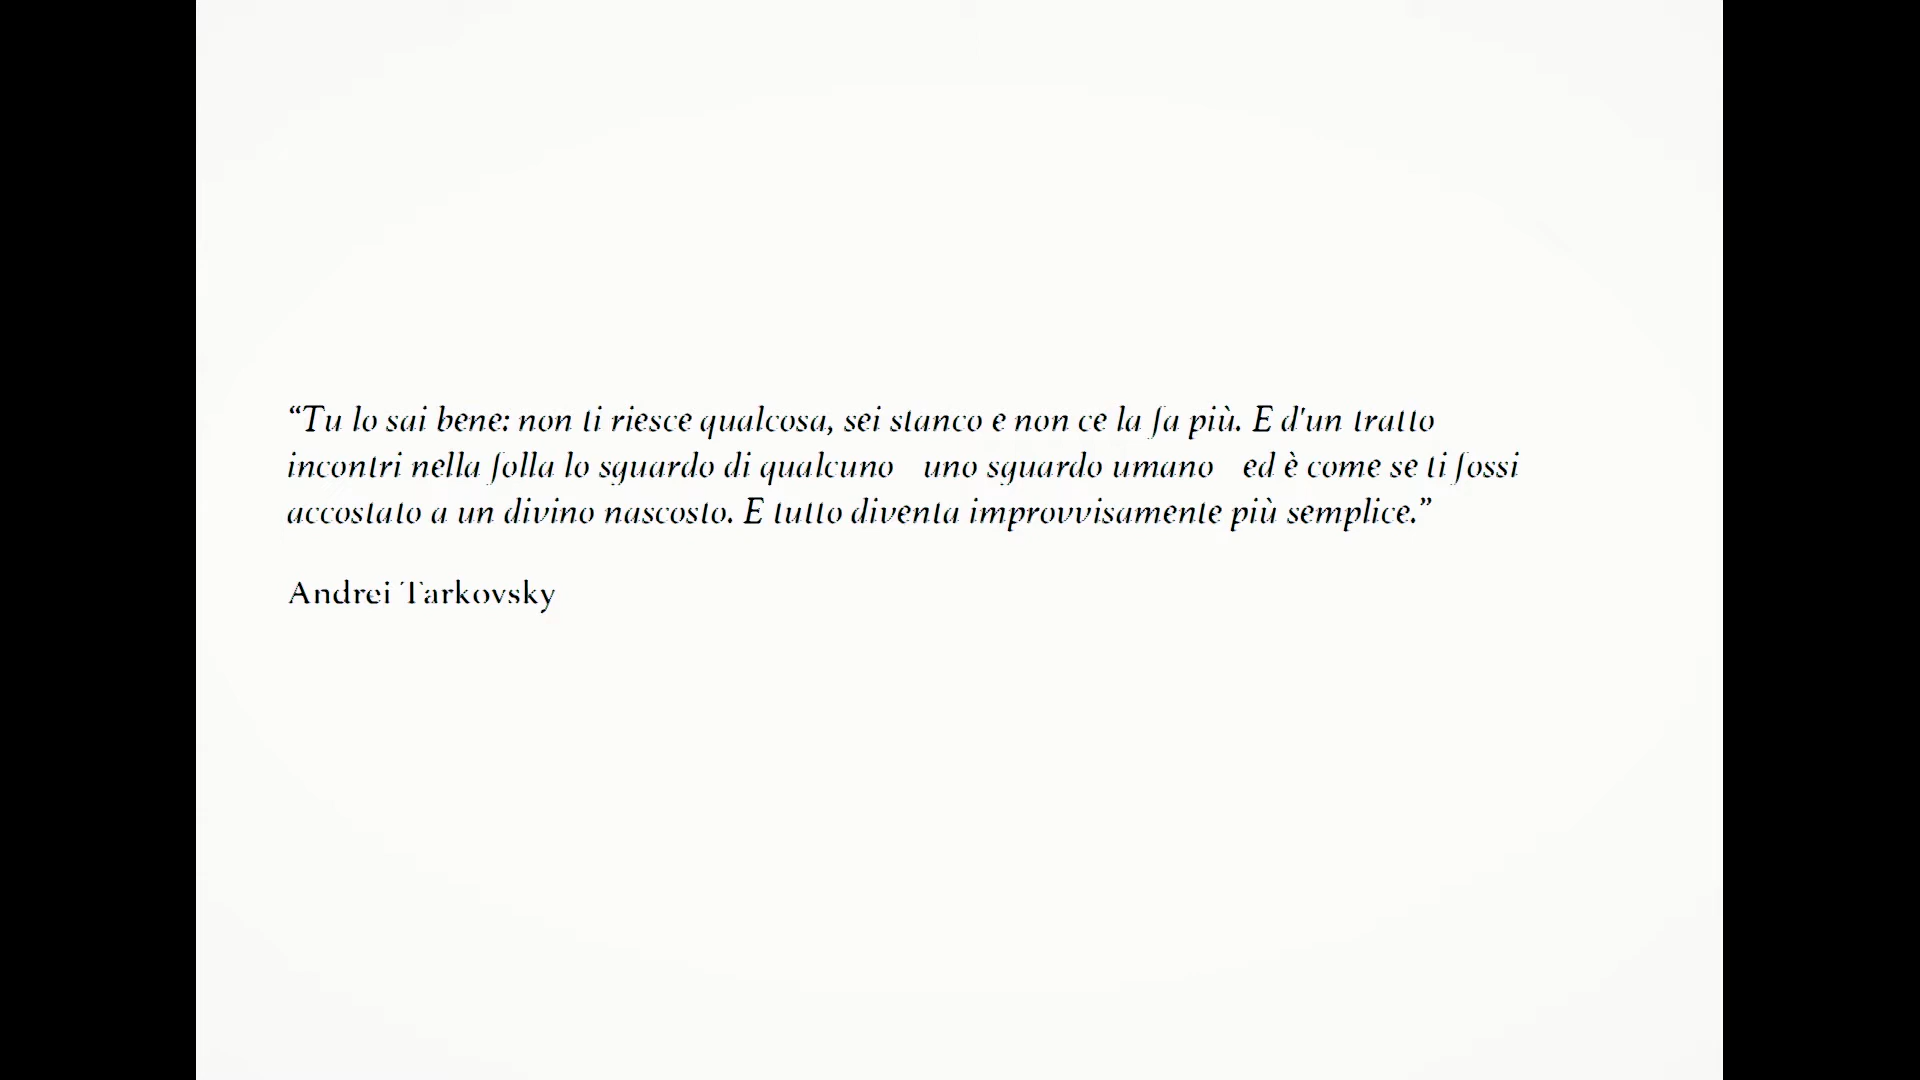 “Tu lo sai bene: non ti riesce qualcosa, sei stanco e non ce la fa più. E d'un tratto
incontri nella folla lo sguardo di qualcuno   uno sguardo umano   ed è come se ti fossi
accostato a un divino nascosto. E tutto diventa improvvisamente più semplice.”
Andrei Tarkovsky